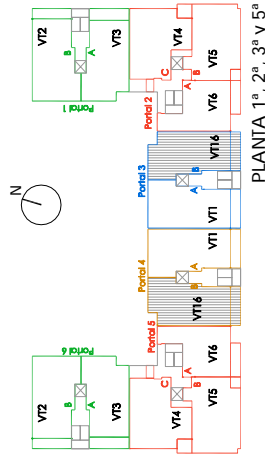 N
VT2
B
A
VT3
Portal 6
Portal 5
C
VT4
VT5
A
VT6
Portal 4
B
A
VT16
VT1
Portal 3
A
B
VT1
VT16
Portal 2
A
C
B
VT6
VT4
VT5
Portal 1
A
B
VT3
VT2
PLANTA 1ª, 2ª, 3ª y 5ª